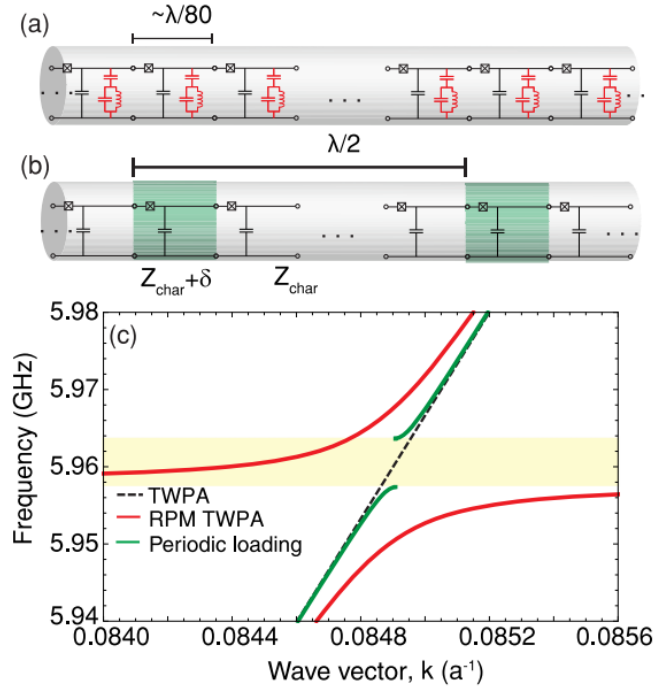 (a)
~λ/80
. . .
. . .
. . .
(b)
λ/2
. . .
. . .
. . .
Z_char+δ Z_char
(c)
5.98
5.97
5.96
5.95
5.94
Frequency (GHz)
TWPA
RPM TWPA
Periodic loading
0.0840 0.0844 0.0848 0.0852 0.0856
Wave vector, k (a⁻¹)